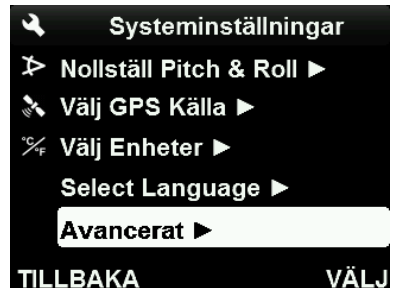 Systeminställningar
Nollställ Pitch & Roll ►
Välj GPS Källa ►
°C/°F Välj Enheter ►
Select Language ►
Avancerat ►
TILLBAKA VÄLJ